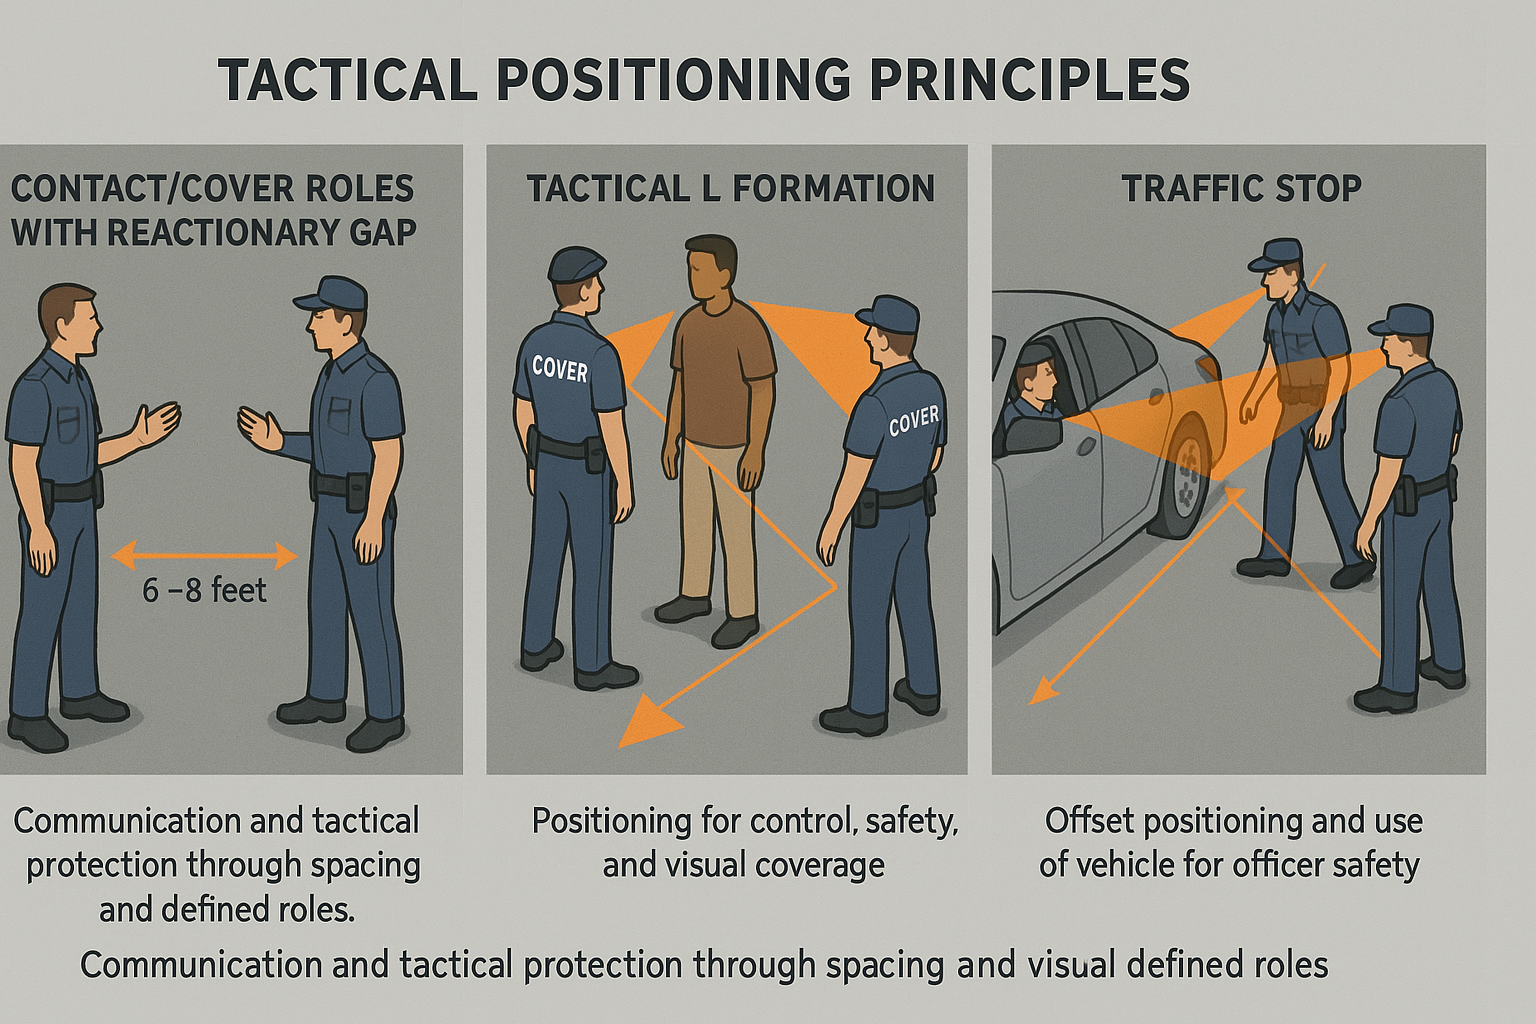 TACTICAL POSITIONING PRINCIPLES
CONTACT/COVER ROLES
WITH REACTIONARY GAP
6 –8 feet
Communication and tactical
protection through spacing
and defined roles.
TACTICAL L FORMATION
COVER
COVER
Positioning for control, safety,
and visual coverage
TRAFFIC STOP
Offset positioning and use
of vehicle for officer safety
Communication and tactical protection through spacing and visual defined roles